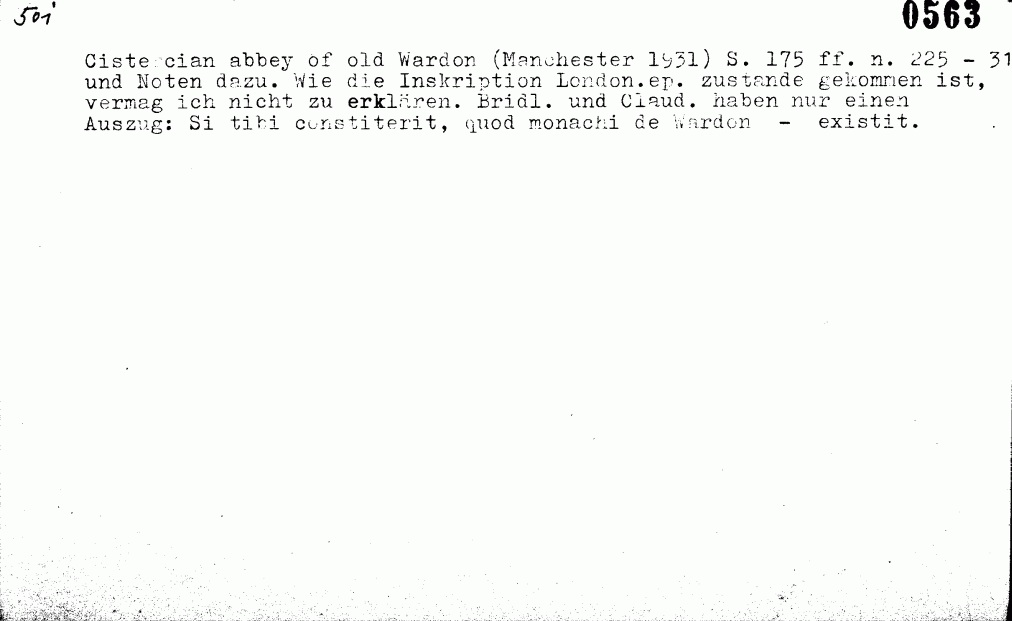 501
0563
Cistercian abbey of old Wardon (Manchester 1931) S. 175 ff. n. 225 - 31
und Noten dazu. Wie die Inskription London.ep. zustande gekommen ist,
vermag ich nicht zu erklären. Bridl. und Claud. haben nur einen
Auszug: Si tibi constiterit, quod monachi de Wardon - existit.